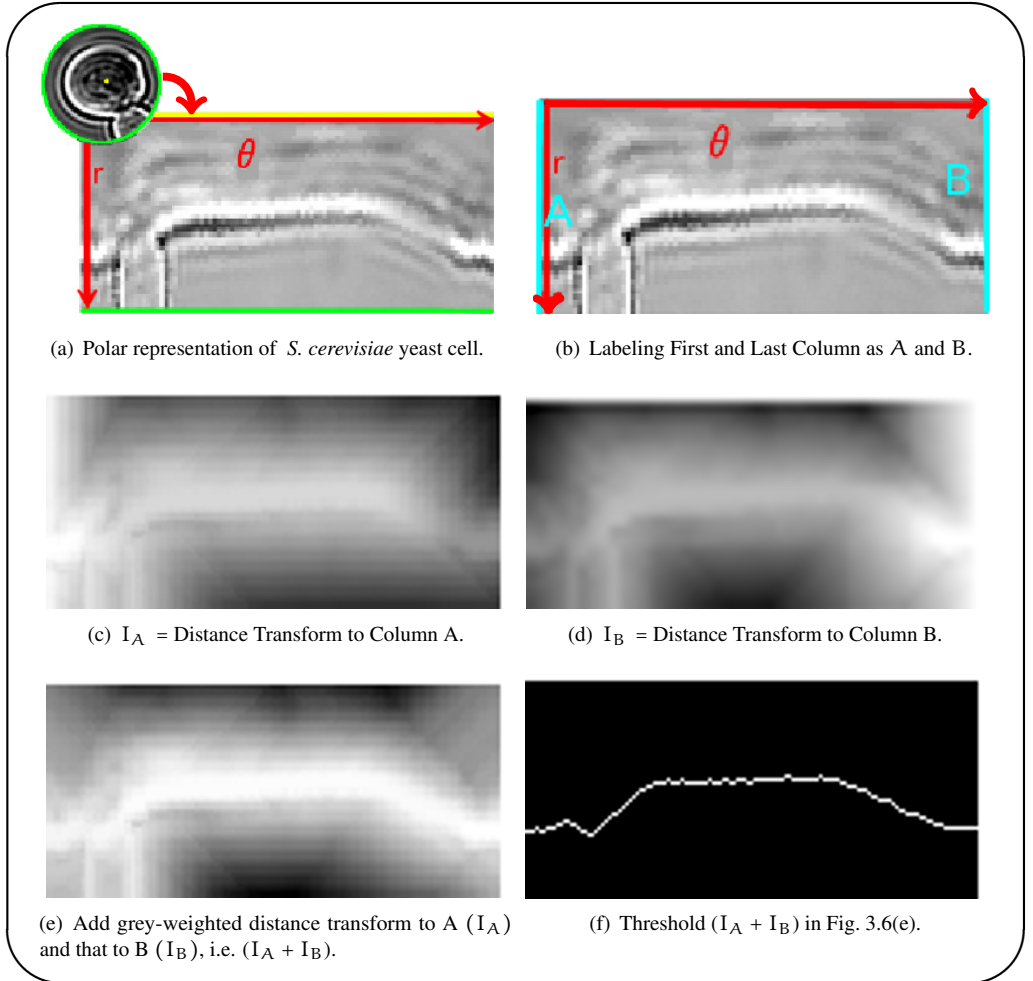 θ
r
θ
r
A
B
(a) Polar representation of S. cerevisiae yeast cell.
(b) Labeling First and Last Column as A and B.
(c) I_A = Distance Transform to Column A.
(d) I_B = Distance Transform to Column B.
(e) Add grey-weighted distance transform to A (I_A)
and that to B (I_B), i.e. (I_A + I_B).
(f) Threshold (I_A + I_B) in Fig. 3.6(e).